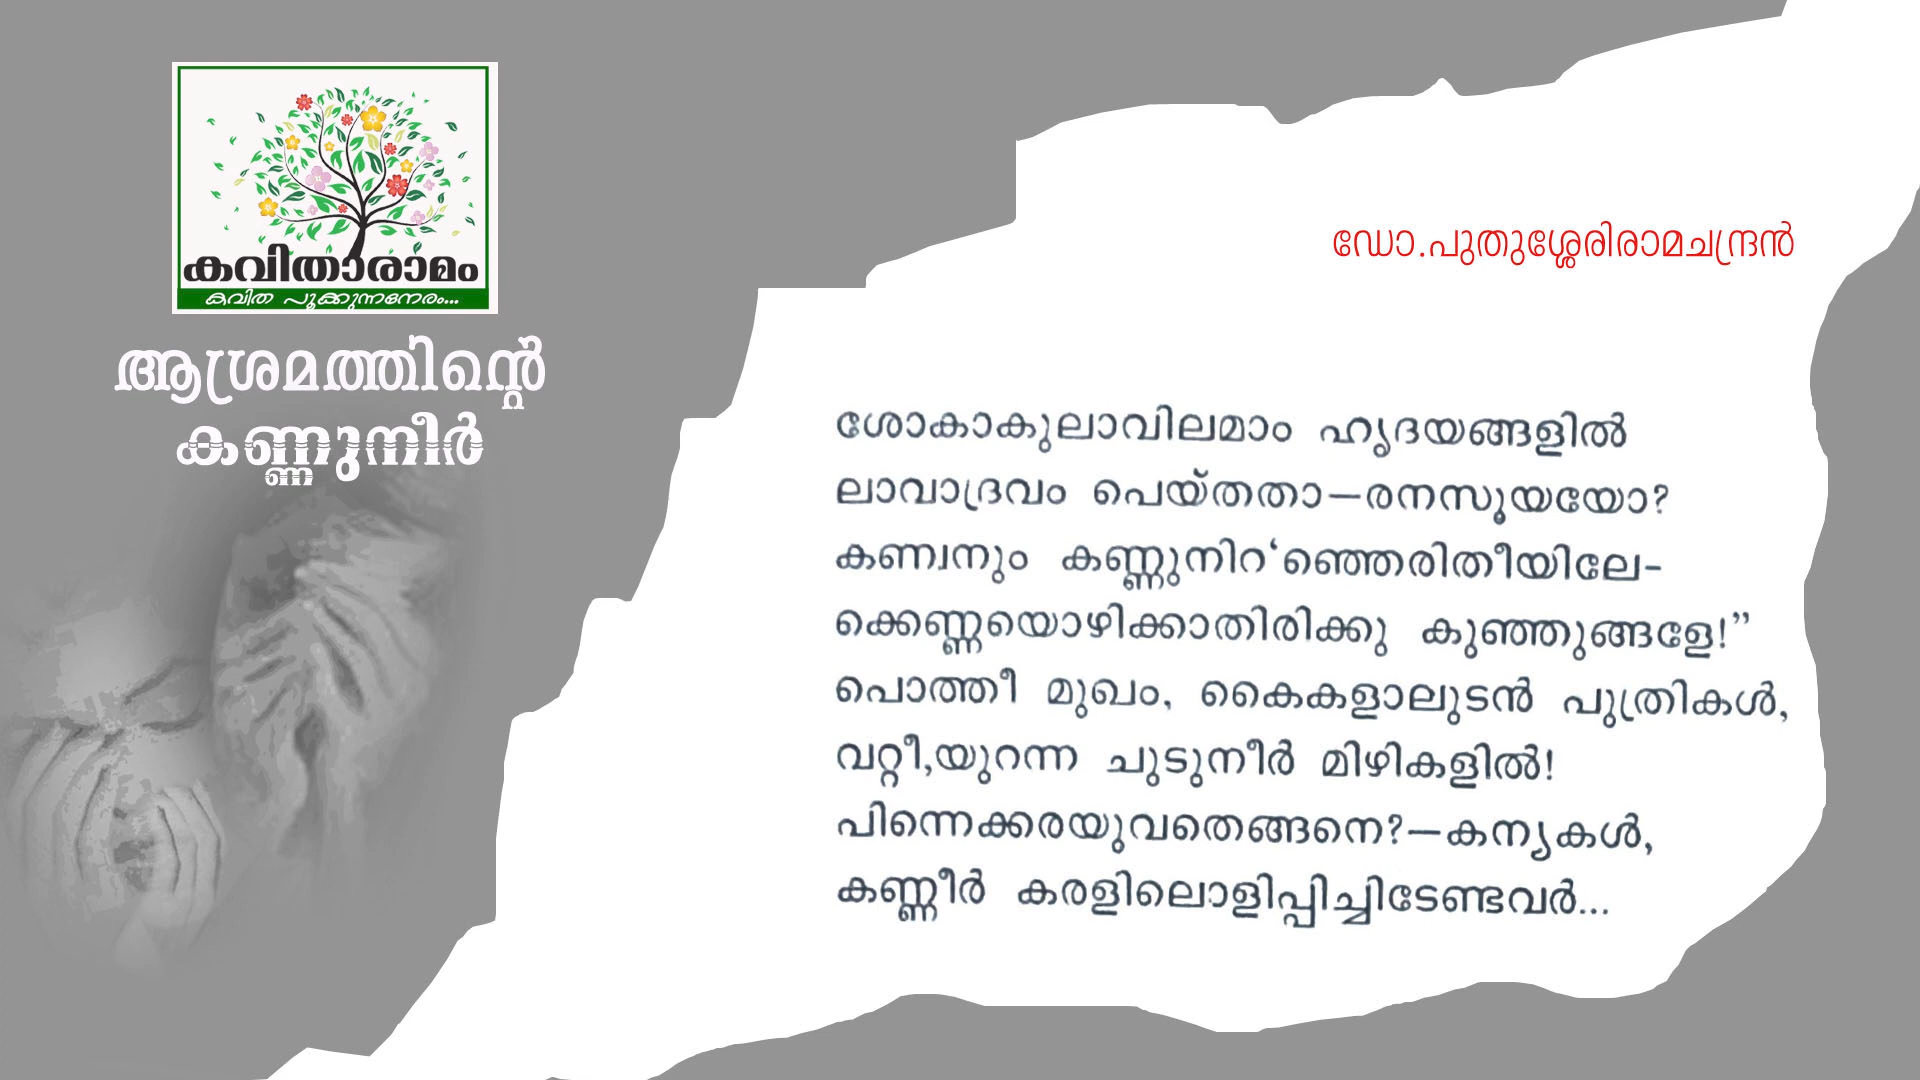 കവിതാരാമം
കവിത പൂക്കുന്നനേരം...
ആശ്രമത്തിന്റെ
കണ്ണുനീർ
ഡോ.പുതുശ്ശേരിരാമചന്ദ്രൻ
ശോകാകുലാവിലമാം ഹൃദയങ്ങളിൽ
ലാവാദ്രവം പെയ്തതാ—രനസൂയയോ?
കണ്വനും കണ്ണുനിറ‘ഞ്ഞെരിതീയിലേ-
ക്കെണ്ണയൊഴിക്കാതിരിക്കു കുഞ്ഞുങ്ങളേ!”
പൊത്തീ മുഖം, കൈകളാലുടൻ പുത്രികൾ,
വറ്റീ,യുറന്ന ചുടുനീർ മിഴികളിൽ!
പിന്നെക്കരയുവതെങ്ങനെ?—കന്യകൾ,
കണ്ണീർ കരളിലൊളിപ്പിച്ചിടേണ്ടവർ...